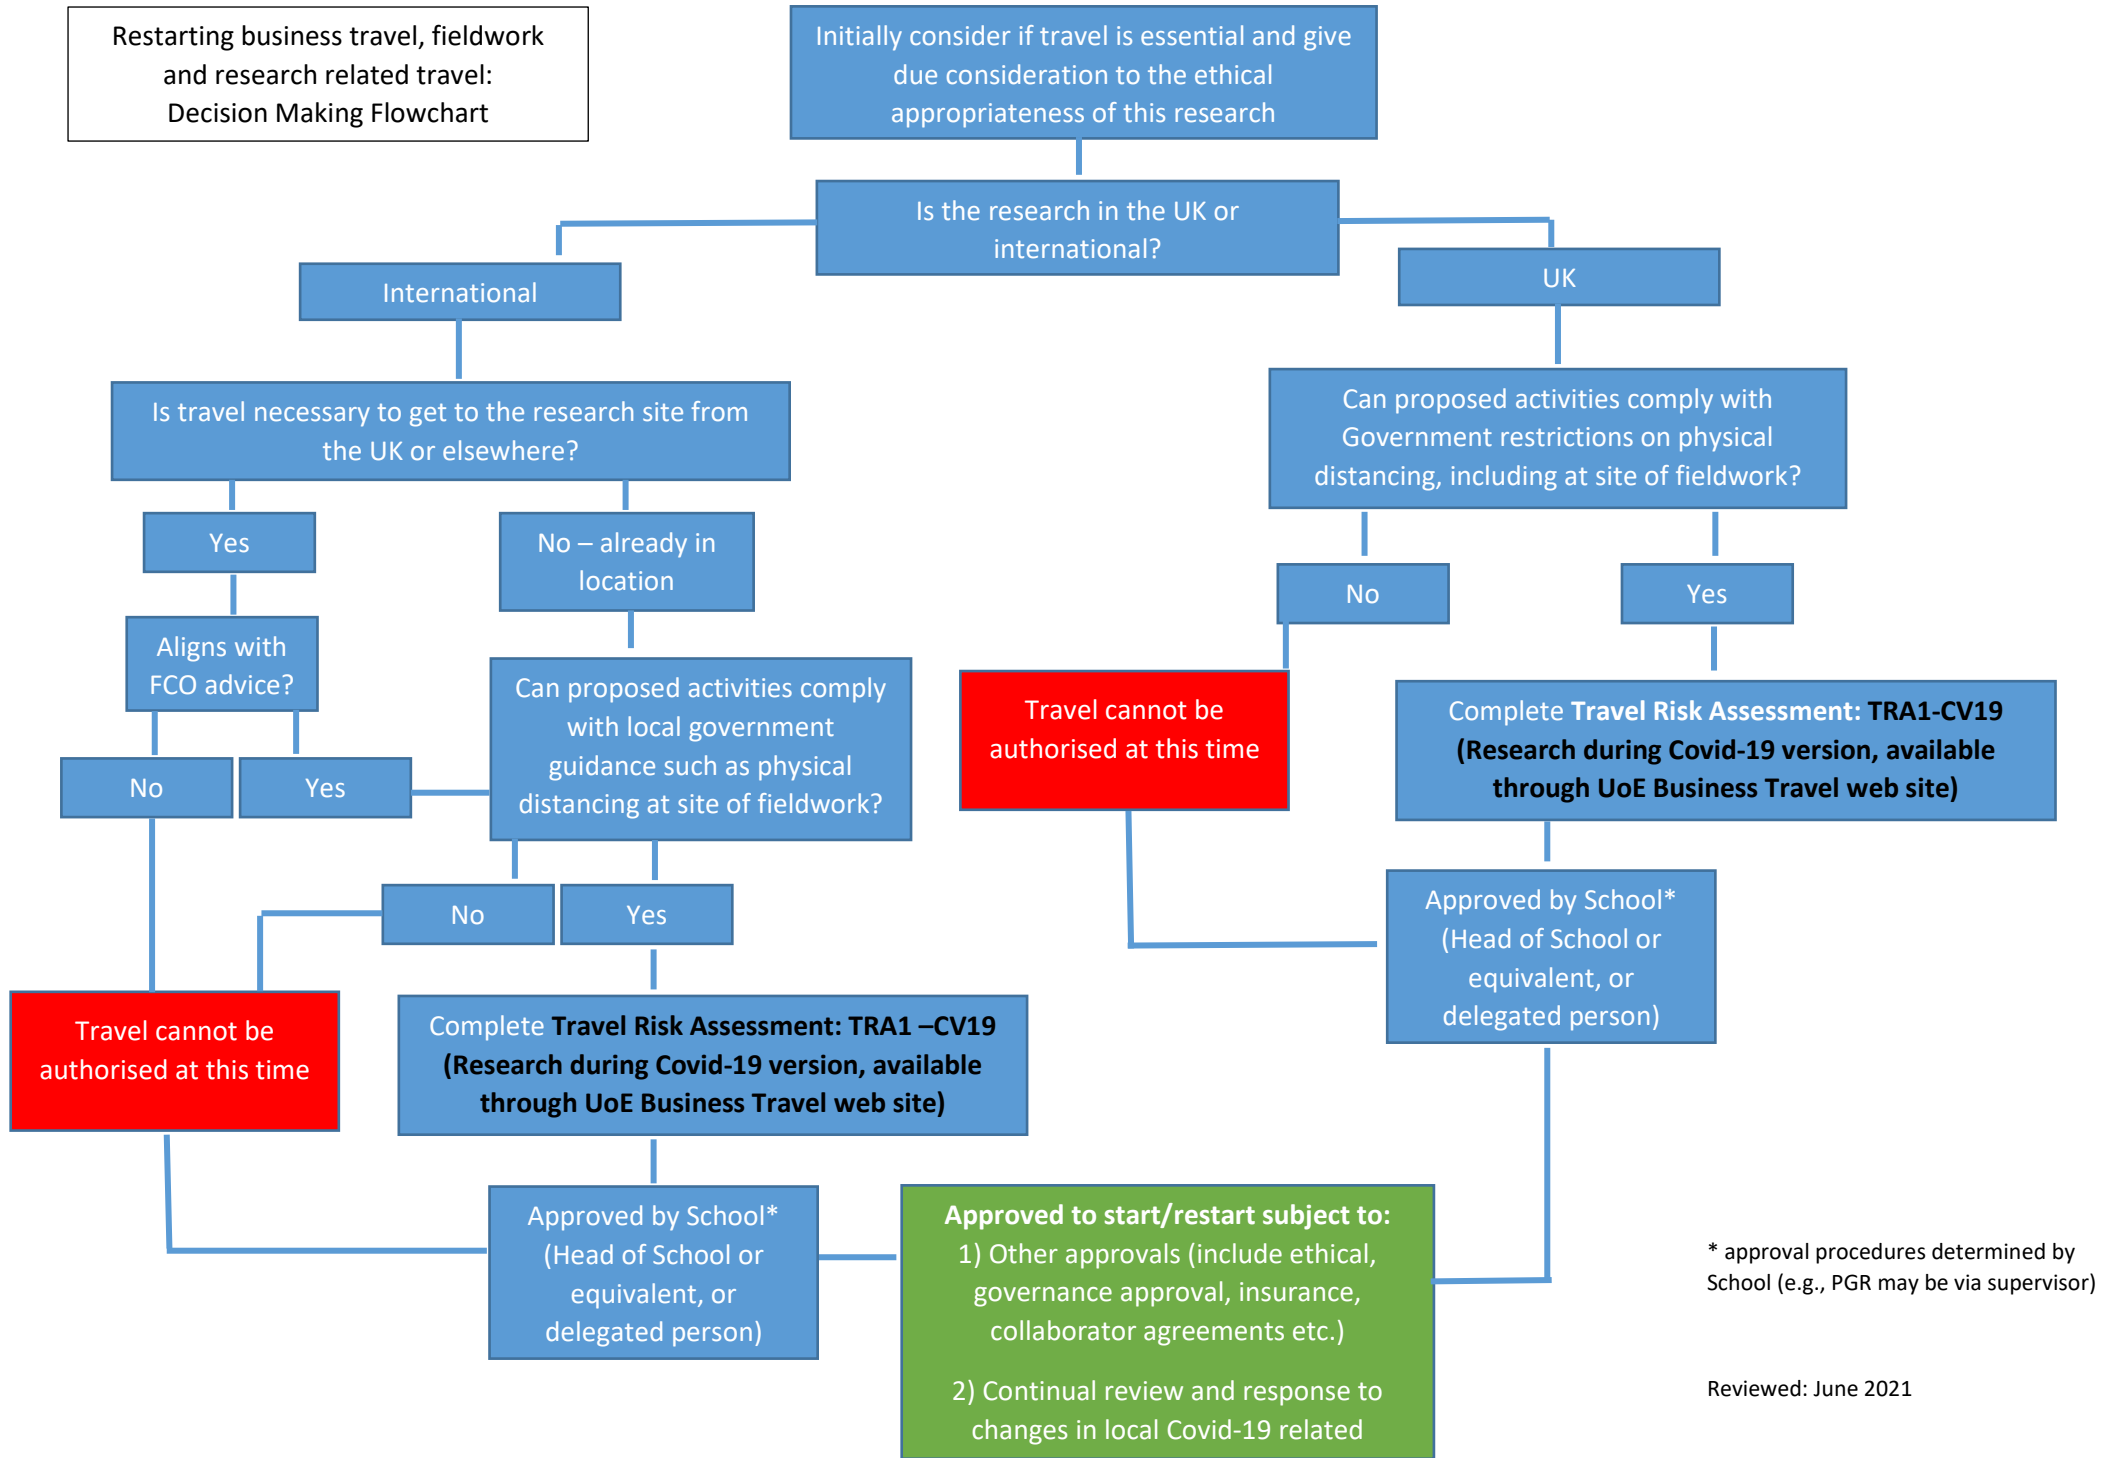 Restarting business travel, fieldwork
and research related travel:
Decision Making Flowchart
Initially consider if travel is essential and give
due consideration to the ethical
appropriateness of this research
Is the research in the UK or
international?
International
UK
Is travel necessary to get to the research site from
the UK or elsewhere?
Can proposed activities comply with
Government restrictions on physical
distancing, including at site of fieldwork?
Yes
No – already in
location
No
Yes
Aligns with
FCO advice?
Can proposed activities comply
with local government
guidance such as physical
distancing at site of fieldwork?
Travel cannot be
authorised at this time
Complete Travel Risk Assessment: TRA1-CV19
(Research during Covid-19 version, available
through UoE Business Travel web site)
No
Yes
No
Yes
Approved by School*
(Head of School or
equivalent, or
delegated person)
Travel cannot be
authorised at this time
Complete Travel Risk Assessment: TRA1 –CV19
(Research during Covid-19 version, available
through UoE Business Travel web site)
Approved by School*
(Head of School or
equivalent, or
delegated person)
Approved to start/restart subject to:
1) Other approvals (include ethical,
governance approval, insurance,
collaborator agreements etc.)
2) Continual review and response to
changes in local Covid-19 related
* approval procedures determined by
School (e.g., PGR may be via supervisor)
Reviewed: June 2021